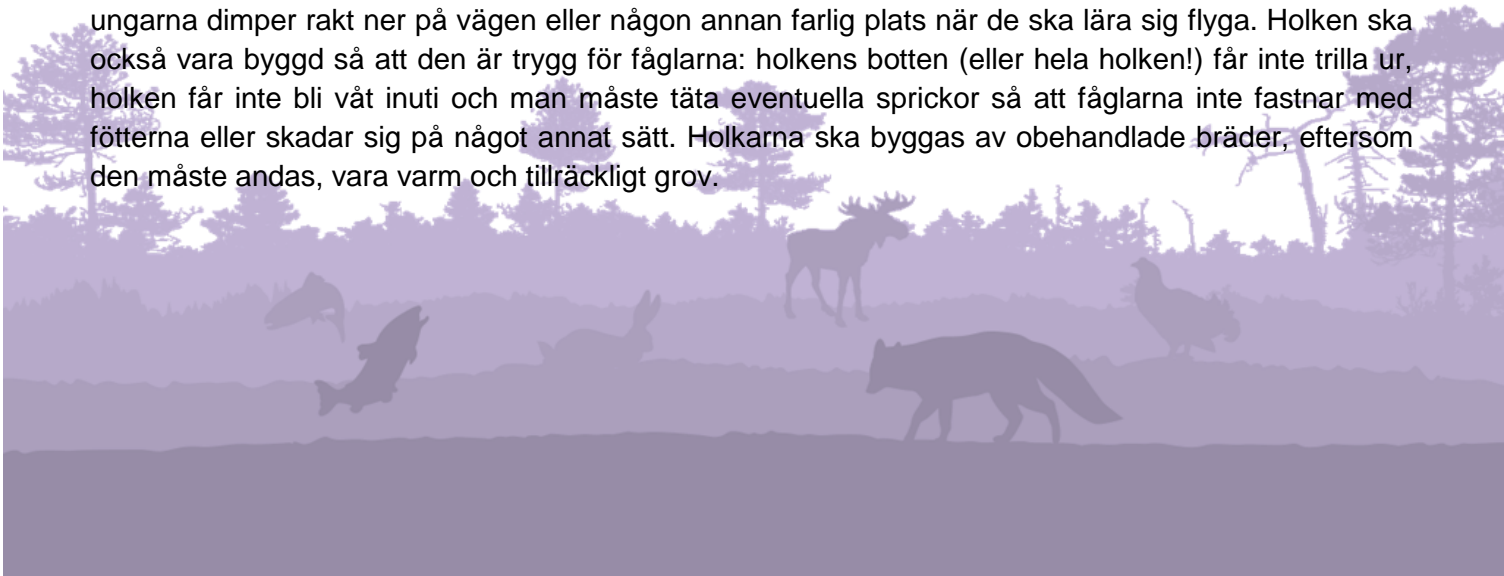 ungarna dimper rakt ner på vägen eller någon annan farlig plats när de ska lära sig flyga. Holken ska
också vara byggd så att den är trygg för fåglarna: holkens botten (eller hela holken!) får inte trilla ur,
holken får inte bli våt inuti och man måste täta eventuella sprickor så att fåglarna inte fastnar med
fötterna eller skadar sig på något annat sätt. Holkarna ska byggas av obehandlade bräder, eftersom
den måste andas, vara varm och tillräckligt grov.